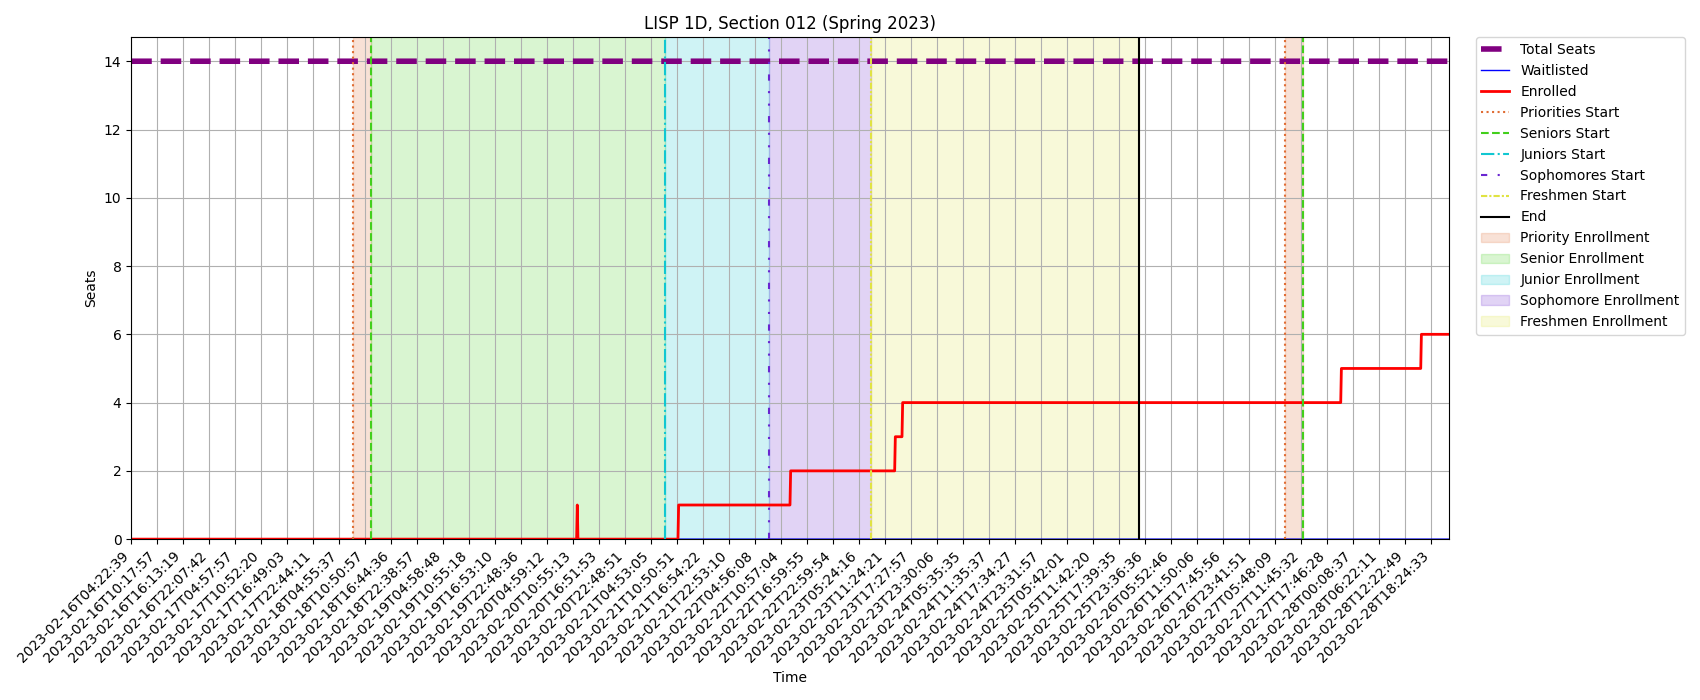 LISP 1D, Section 012 (Spring 2023)
Total Seats
Waitlisted
Enrolled
Priorities Start
Seniors Start
Juniors Start
Sophomores Start
Freshmen Start
End
Priority Enrollment
Senior Enrollment
Junior Enrollment
Sophomore Enrollment
Freshmen Enrollment
14
12
10
8
6
4
2
0
Seats
2023-02-16T04:22:39
2023-02-16T10:17:57
2023-02-16T16:13:19
2023-02-16T22:07:42
2023-02-17T04:57:57
2023-02-17T10:52:20
2023-02-17T16:49:03
2023-02-17T22:44:11
2023-02-18T04:55:37
2023-02-18T10:50:57
2023-02-18T16:44:36
2023-02-18T22:38:57
2023-02-19T04:58:48
2023-02-19T10:55:18
2023-02-19T16:53:10
2023-02-19T22:48:36
2023-02-20T04:59:12
2023-02-20T10:55:13
2023-02-20T16:51:53
2023-02-20T22:48:51
2023-02-21T04:53:05
2023-02-21T10:50:51
2023-02-21T16:54:22
2023-02-21T22:53:10
2023-02-22T04:56:08
2023-02-22T10:57:04
2023-02-22T16:59:55
2023-02-22T22:59:54
2023-02-23T05:24:16
2023-02-23T11:24:21
2023-02-23T17:27:57
2023-02-23T23:30:06
2023-02-24T05:35:35
2023-02-24T11:35:37
2023-02-24T17:34:27
2023-02-24T23:31:57
2023-02-25T05:42:01
2023-02-25T11:42:20
2023-02-25T17:39:35
2023-02-25T23:36:36
2023-02-26T05:52:46
2023-02-26T11:50:06
2023-02-26T17:45:56
2023-02-26T23:41:51
2023-02-27T05:48:09
2023-02-27T11:45:32
2023-02-27T17:46:28
2023-02-28T00:08:37
2023-02-28T06:22:11
2023-02-28T12:22:49
2023-02-28T18:24:33
Time